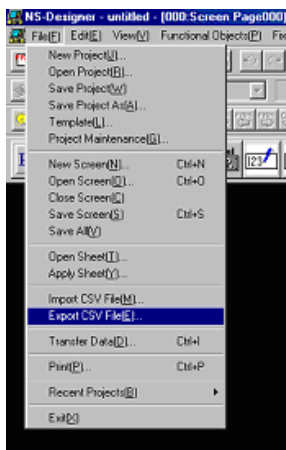 NS-Designer - untitled - [000:Screen Page000]
File(F) Edit(E) View(V) Functional Objects(P) Fix
New Project(J)...
Open Project(R)...
Save Project(W)
Save Project As(A)...
Template(L)...
Project Maintenance(G)...
New Screen(N)... Ctrl+N
Open Screen(O)... Ctrl+O
Close Screen(C)
Save Screen(S) Ctrl+S
Save All(V)
Open Sheet(T)...
Apply Sheet(Y)...
Import CSV File(M)...
Export CSV File(E)...
Transfer Data(D)... Ctrl+I
Print(P)... Ctrl+P
Recent Projects(B)
Exit(X)
123